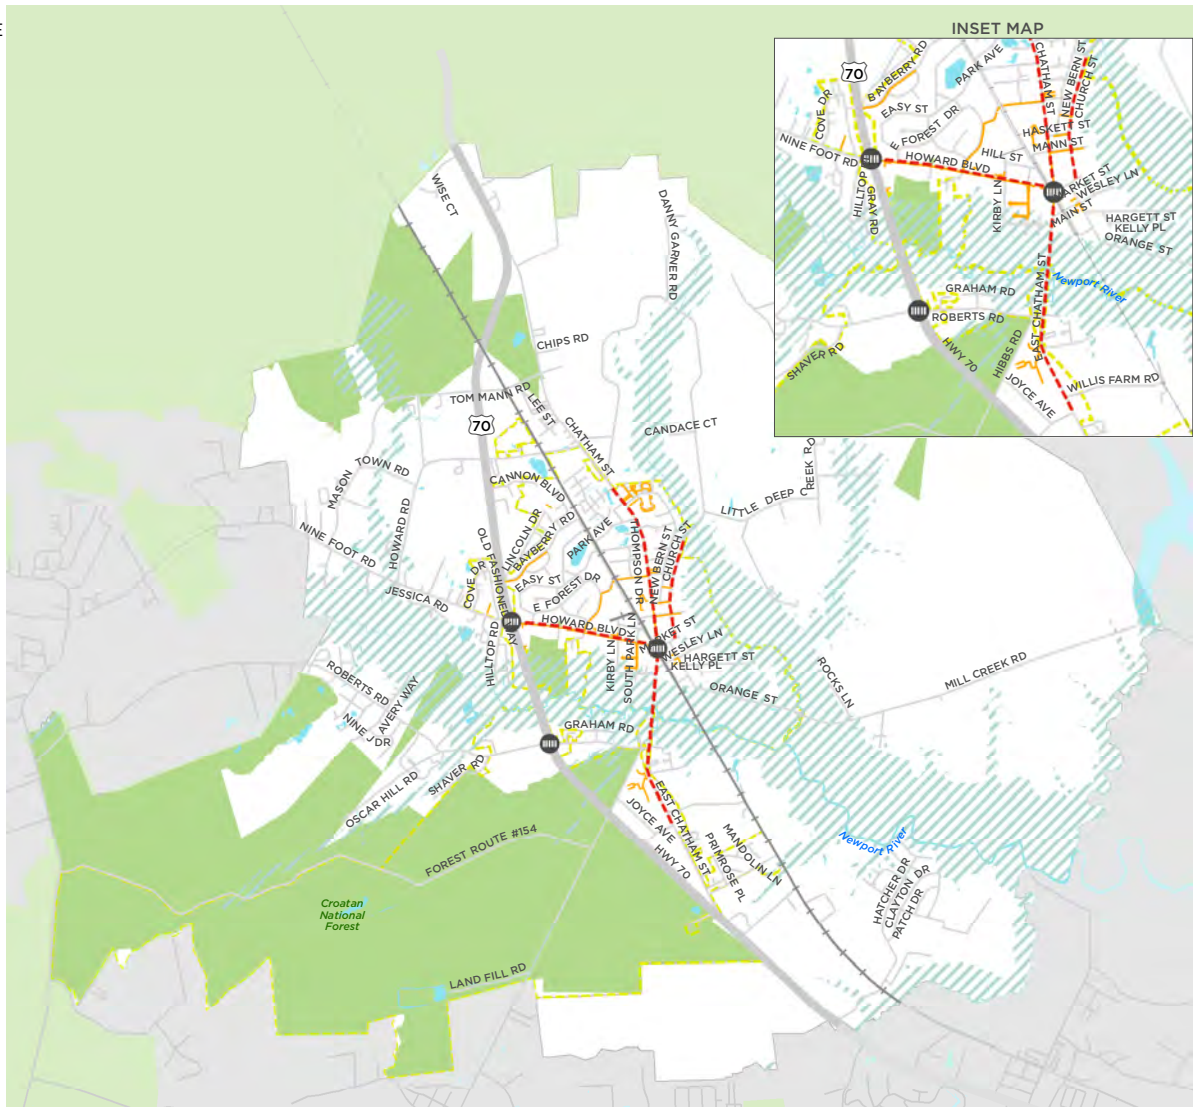 E
INSET MAP
70
BAYBERRY RD
PARK AVE
CHATHAM ST
NEW BERN ST
CHURCH ST
COVE DR
EASY ST
E FOREST DR
HASKETT ST
MANN ST
NINE FOOT RD
HOWARD BLVD
HILL ST
HILLTOP
GRAY RD
KIRBY LN
ARKET ST
WESLEY LN
MAIN ST
HARGETT ST
KELLY PL
ORANGE ST
EAST CHATHAM ST
Newport River
GRAHAM RD
ROBERTS RD
SHAVER RD
HWY 70
HIBBS RD
JOYCE AVE
WILLIS FARM RD
WISE CT
DANNY GARNER RD
CHIPS RD
TOM MANN RD
LEE ST
70
CHATHAM ST
CANDACE CT
MASON
TOWN RD
CANNON BLVD
LITTLE DEEP CREEK RD
HOWARD RD
NINE FOOT RD
OLD FASHIONED WAY
LINCOLN DR
BAYBERRY RD
PARK AVE
THOMPSON DR
NEW BERN ST
CHURCH ST
COVE DR
EASY ST
E FOREST DR
JESSICA RD
HOWARD BLVD
HILLTOP RD
KIRBY LN
SOUTH PARK LN
WESLEY LN
HARGETT ST
KELLY PL
ORANGE ST
ROCKS LN
MILL CREEK RD
ROBERTS RD
AVERY WAY
NINE J DR
GRAHAM RD
OSCAR HILL RD
SHAVER RD
EAST CHATHAM ST
JOYCE AVE
HWY 70
PRIMROSE PL
MANDOLIN LN
Newport River
FOREST ROUTE #154
HATCHER DR
CLAYTON DR
PATCH DR
Croatan
National
Forest
LAND FILL RD